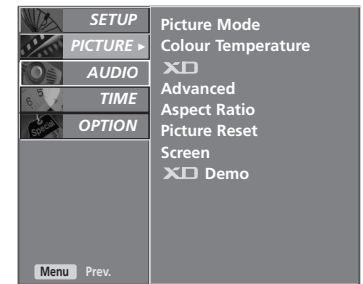 SETUP
PICTURE ►
AUDIO
TIME
OPTION
Special
Menu Prev.
Picture Mode
Colour Temperature
XD
Advanced
Aspect Ratio
Picture Reset
Screen
XD Demo